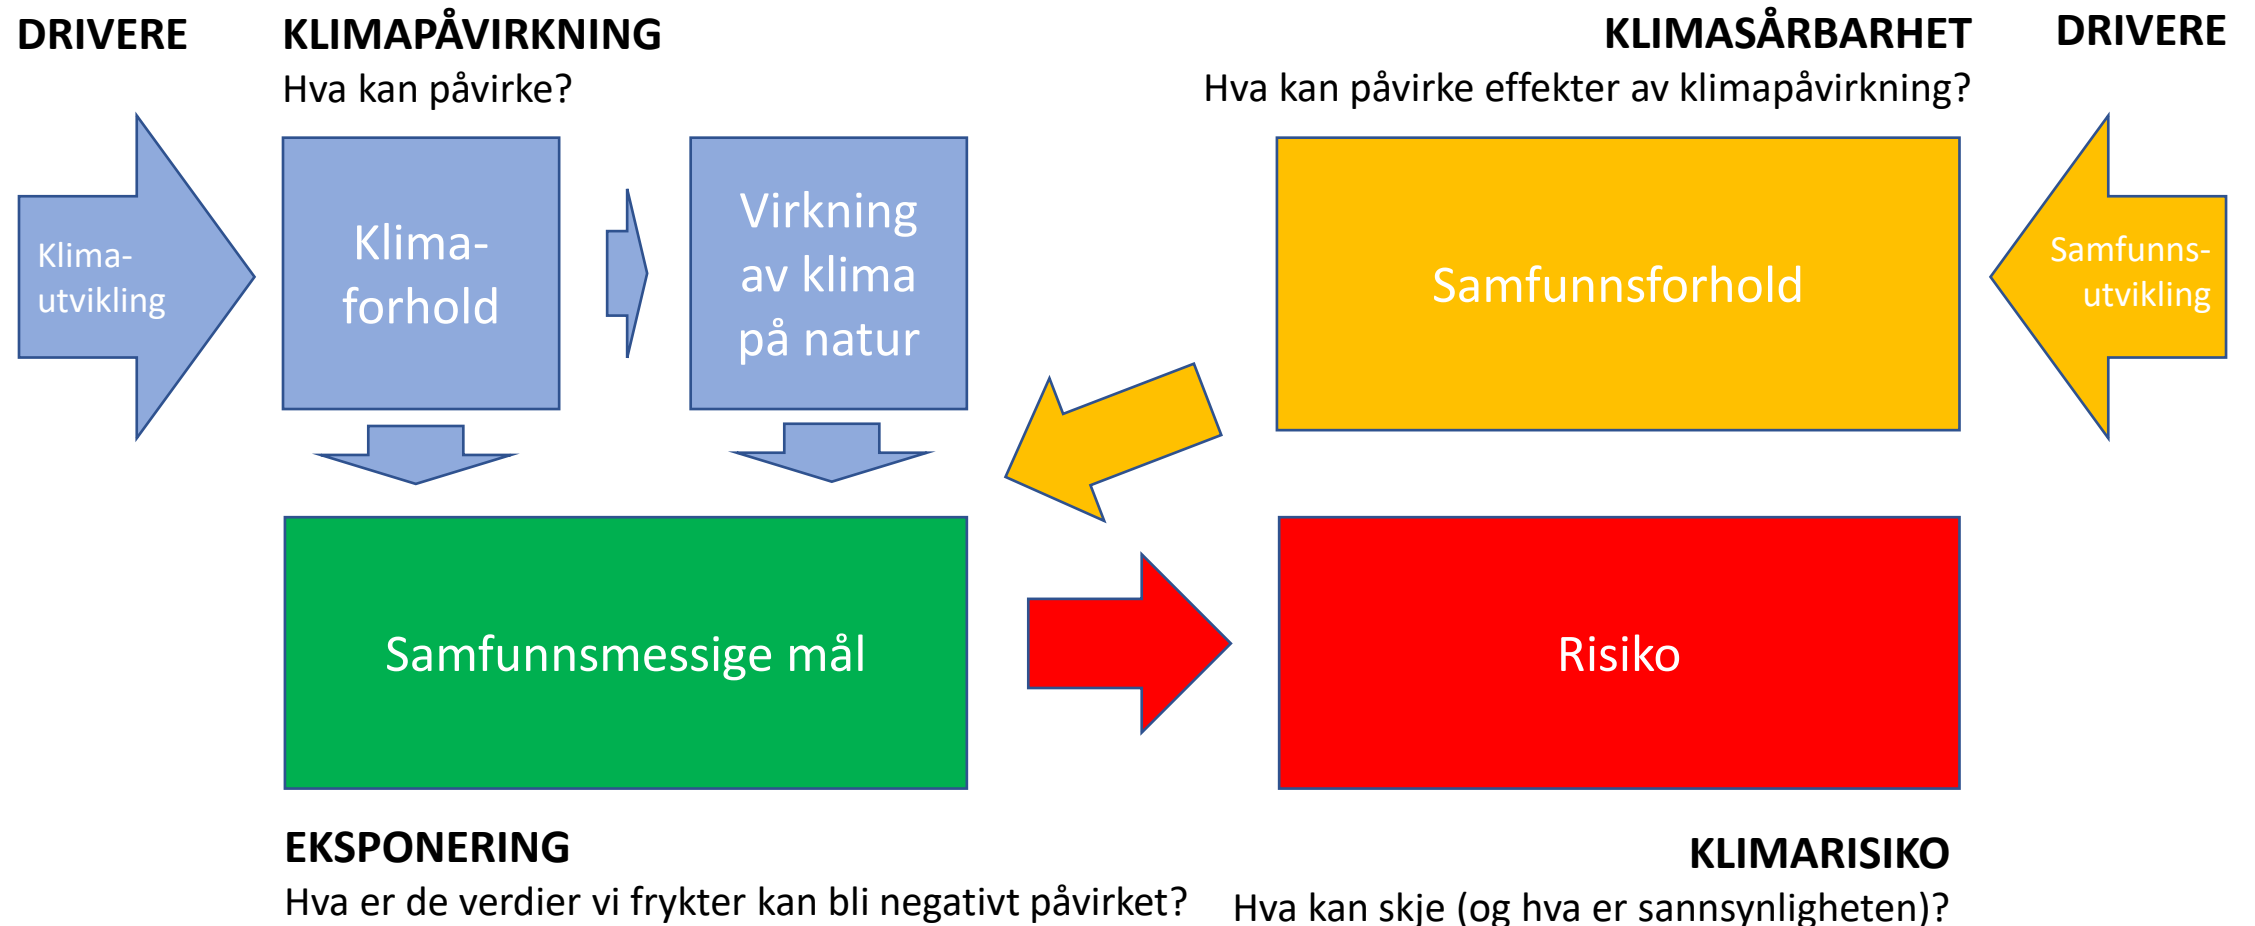 DRIVERE
KLIMAPÅVIRKNING
Hva kan påvirke?
KLIMASÅRBARHET
Hva kan påvirke effekter av klimapåvirkning?
DRIVERE
Klima-
utvikling
Klima-
forhold
Virkning
av klima
på natur
Samfunnsforhold
Samfunns-
utvikling
Samfunnsmessige mål
Risiko
EKSPONERING
Hva er de verdier vi frykter kan bli negativt påvirket?
KLIMARISIKO
Hva kan skje (og hva er sannsynligheten)?